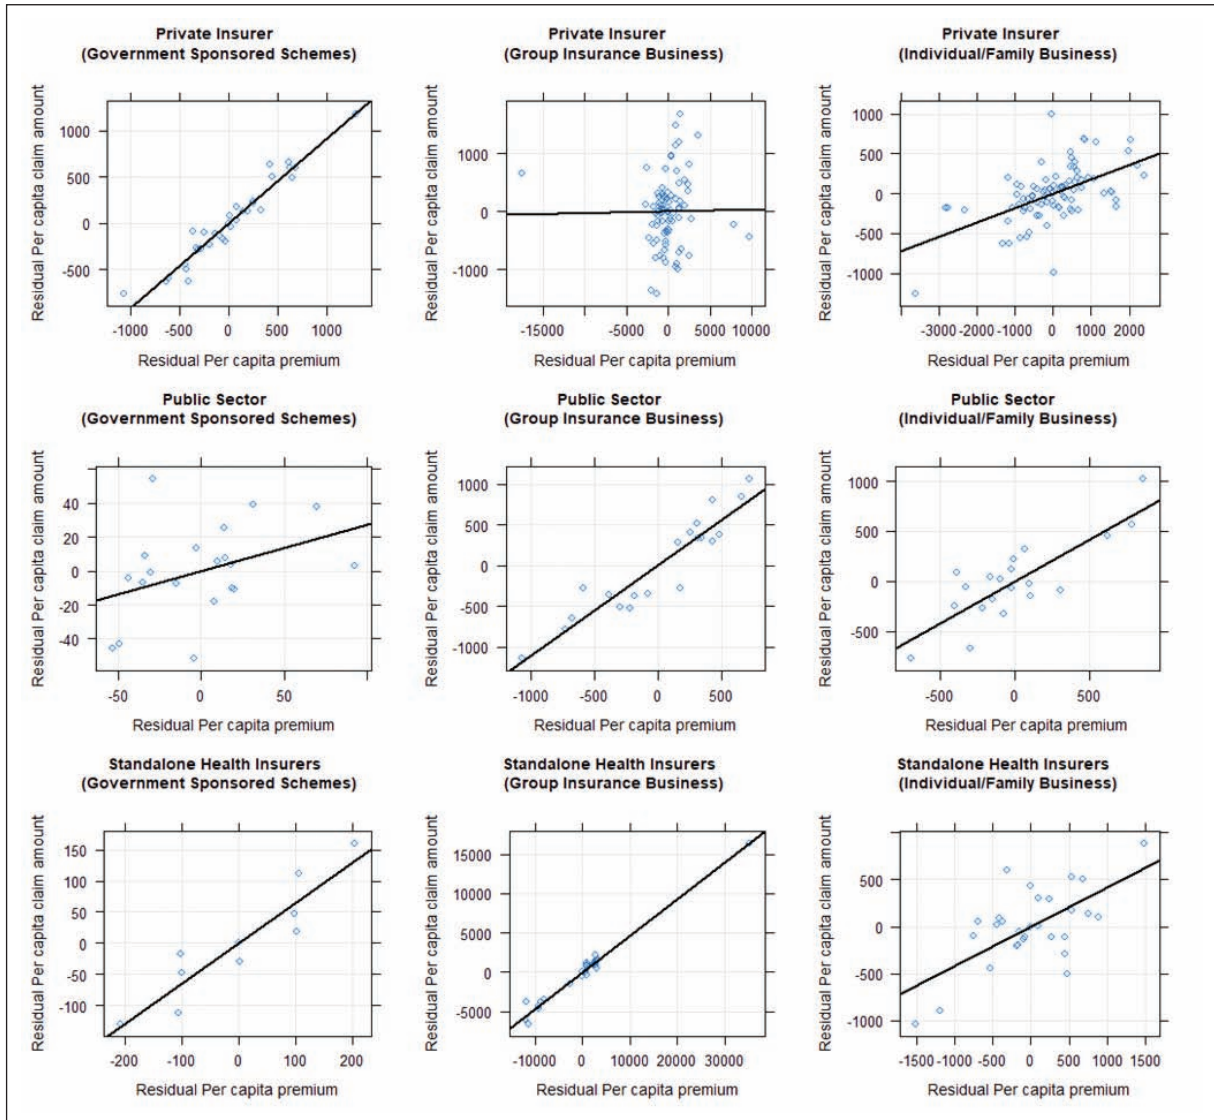 Private Insurer
(Government Sponsored Schemes)
Residual Per capita claim amount
1000
500
0
-500
-1000
-500
0
500
1000
Residual Per capita premium
Private Insurer
(Group Insurance Business)
Residual Per capita claim amount
1000
0
-1000
-15000
-5000
0
5000
10000
Residual Per capita premium
Private Insurer
(Individual/Family Business)
Residual Per capita claim amount
1000
500
0
-500
-1000
-3000
-2000
-1000
0
1000
2000
Residual Per capita premium
Public Sector
(Government Sponsored Schemes)
Residual Per capita claim amount
40
20
0
-20
-40
-50
0
50
Residual Per capita premium
Public Sector
(Group Insurance Business)
Residual Per capita claim amount
1000
500
0
-500
-1000
-1000
-500
0
500
Residual Per capita premium
Public Sector
(Individual/Family Business)
Residual Per capita claim amount
1000
500
0
-500
-500
0
500
Residual Per capita premium
Standalone Health Insurers
(Government Sponsored Schemes)
Residual Per capita claim amount
150
100
50
0
-50
-100
-200
-100
0
100
200
Residual Per capita premium
Standalone Health Insurers
(Group Insurance Business)
Residual Per capita claim amount
15000
10000
5000
0
-5000
-10000
0
10000
20000
30000
Residual Per capita premium
Standalone Health Insurers
(Individual/Family Business)
Residual Per capita claim amount
500
0
-500
-1000
-1500
-1000
-500
0
500
1000
1500
Residual Per capita premium